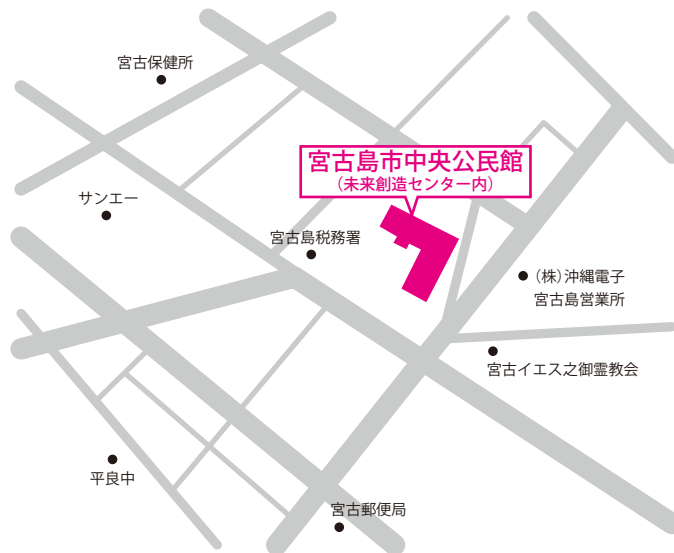 宮古保健所
宮古島市中央公民館
(未来創造センター内)
サンエー
宮古島税務署
(株)沖縄電子
宮古島営業所
宮古イエス之御霊教会
平良中
宮古郵便局